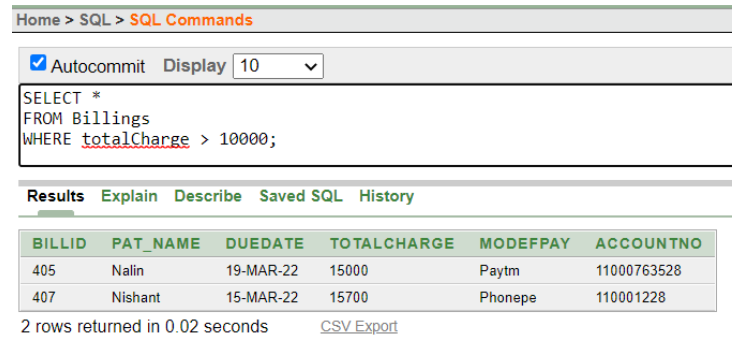 Home > SQL > SQL Commands
Autocommit Display 10
SELECT *
FROM Billings
WHERE totalCharge > 10000;
Results Explain Describe Saved SQL History
BILLID PAT_NAME DUEDATE TOTALCHARGE MODEFPAY ACCOUNTNO
405 Nalin 19-MAR-22 15000 Paytm 11000763528
407 Nishant 15-MAR-22 15700 Phonepe 110001228
2 rows returned in 0.02 seconds CSV Export